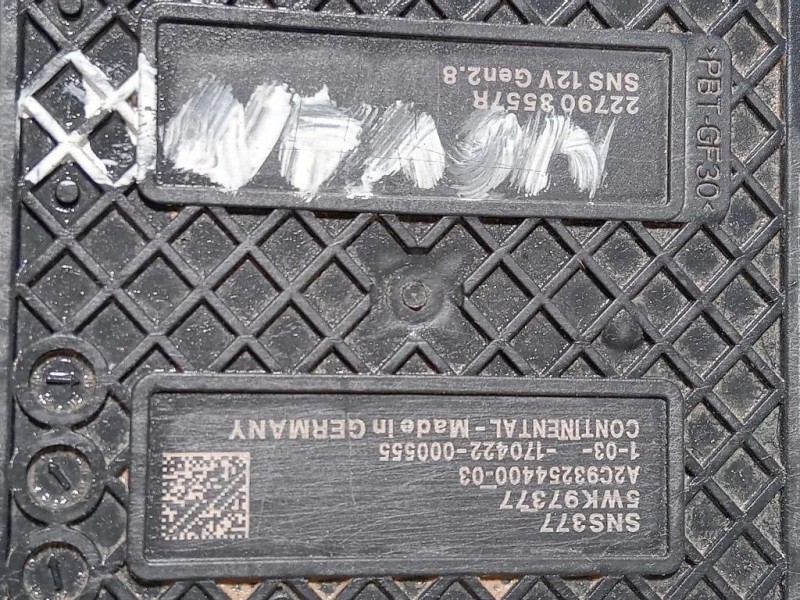 SNS377
5WK97377
A2C93254400-03
1-03- -170422-000555
CONTINENTAL - Made in GERMANY
22790 8557R
SNS 12V Gen2.8
>PBT-GF30<